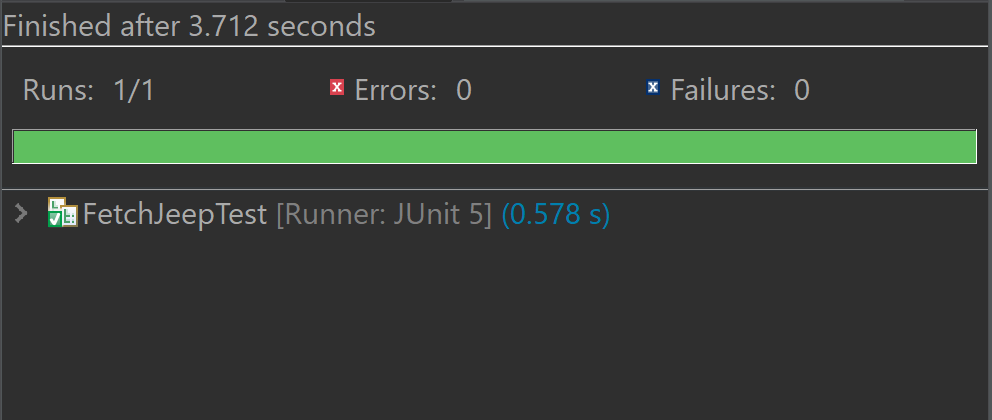 Finished after 3.712 seconds
Runs: 1/1 Errors: 0 Failures: 0
FetchJeepTest [Runner: JUnit 5] (0.578 s)